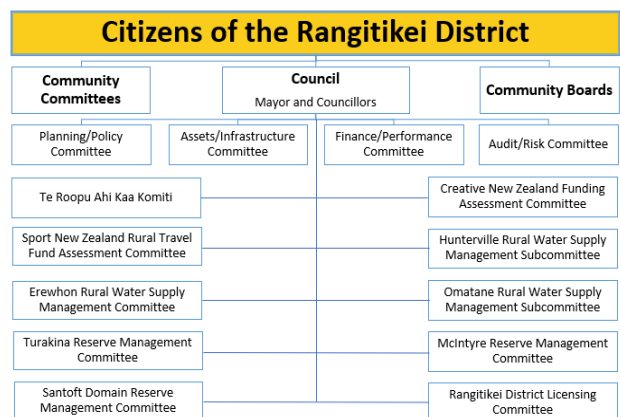 Citizens of the Rangitikei District
Community
Committees
Council
Mayor and Councillors
Community Boards
Planning/Policy
Committee
Assets/Infrastructure
Committee
Finance/Performance
Committee
Audit/Risk Committee
Te Roopu Ahi Kaa Komiti
Creative New Zealand Funding
Assessment Committee
Sport New Zealand Rural Travel
Fund Assessment Committee
Hunterville Rural Water Supply
Management Subcommittee
Erewhon Rural Water Supply
Management Committee
Omatane Rural Water Supply
Management Subcommittee
Turakina Reserve Management
Committee
McIntyre Reserve Management
Committee
Santoft Domain Reserve
Management Committee
Rangitikei District Licensing
Committee